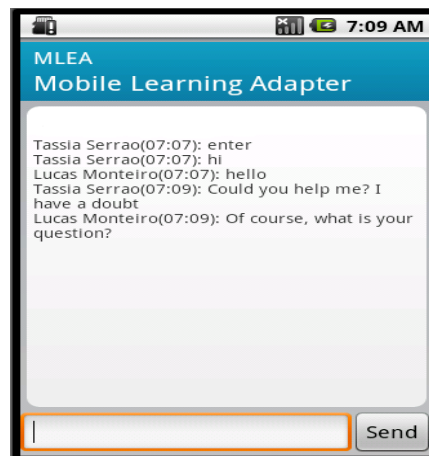 7:09 AM
MLEA
Mobile Learning Adapter
Tassia Serrao(07:07): enter
Tassia Serrao(07:07): hi
Lucas Monteiro(07:07): hello
Tassia Serrao(07:09): Could you help me? I
have a doubt
Lucas Monteiro(07:09): Of course, what is your
question?
Send